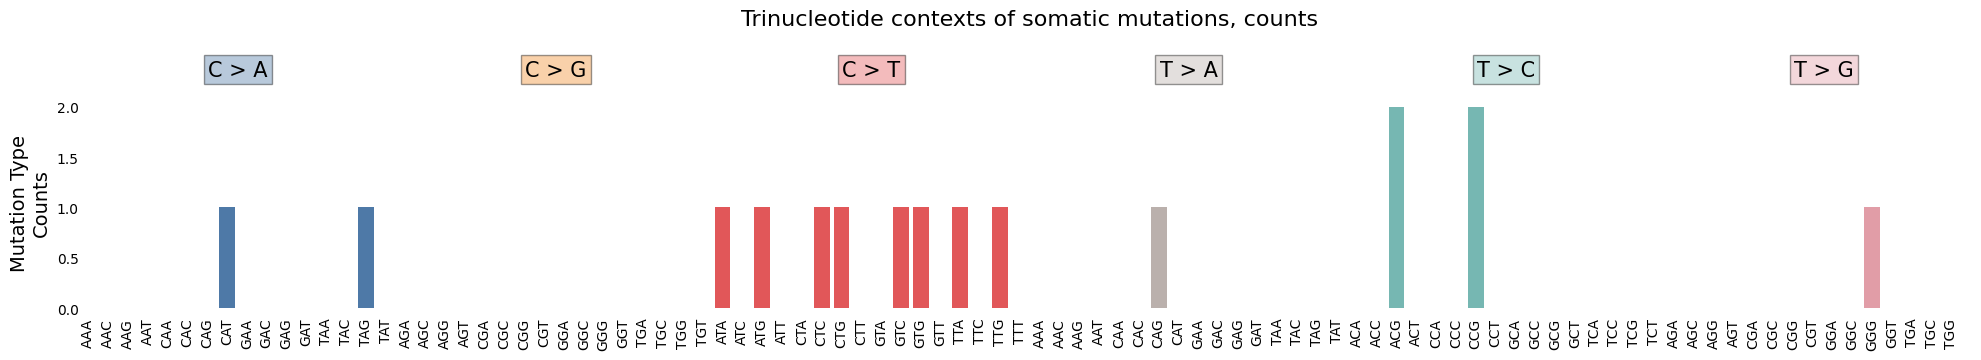 Trinucleotide contexts of somatic mutations, counts
C > A
C > G
C > T
T > A
T > C
T > G
Mutation Type
Counts
2.0
1.5
1.0
0.5
0.0
AAA AAC AAG AAT CAA CAC CAG CAT GAA GAC GAG GAT TAA TAC TAG TAT AGA AGC AGG AGT CGA CGC CGG CGT GGA GGC GGG GGT TGA TGC TGG TGT ATA ATC ATG ATT CTA CTC CTG CTT GTA GTC GTG GTT TTA TTC TTG TTT AAA AAC AAG AAT CAA CAC CAG CAT GAA GAC GAG GAT TAA TAC TAG TAT ACA ACC ACG ACT CCA CCC CCG CCT GCA GCC GCG GCT TCA TCC TCG TCT AGA AGC AGG AGT CGA CGC CGG CGT GGA GGC GGG GGT TGA TGC TGG